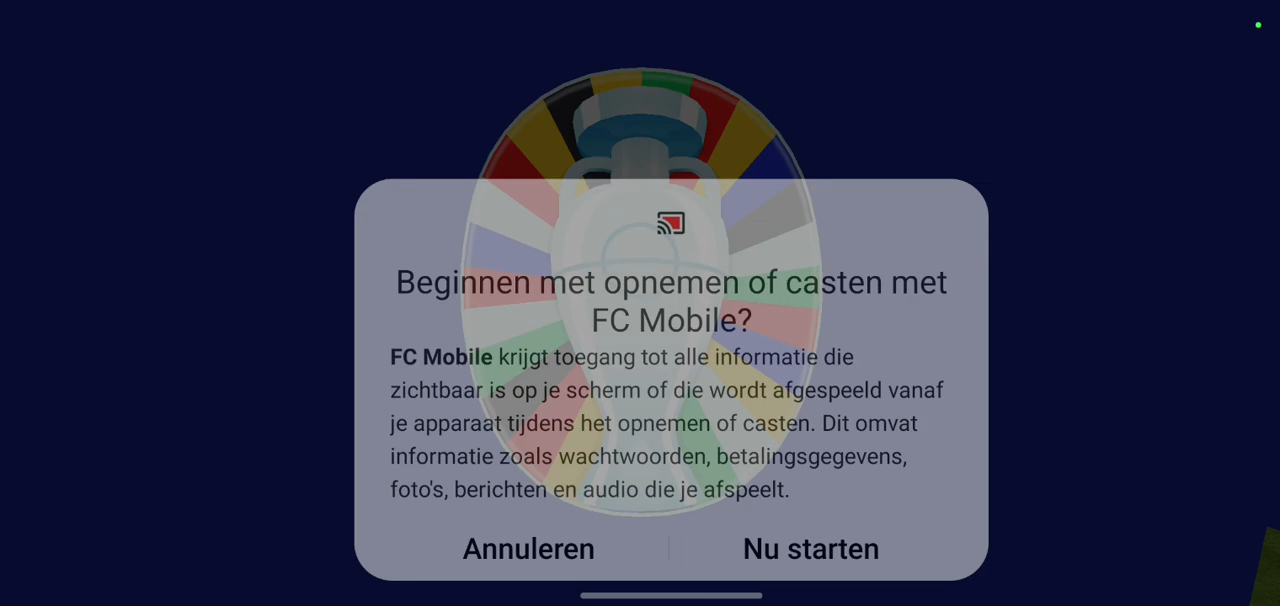 Beginnen met opnemen of casten met
FC Mobile?
FC Mobile krijgt toegang tot alle informatie die
zichtbaar is op je scherm of die wordt afgespeeld vanaf
je apparaat tijdens het opnemen of casten. Dit omvat
informatie zoals wachtwoorden, betalingsgegevens,
foto's, berichten en audio die je afspeelt.
Annuleren
Nu starten